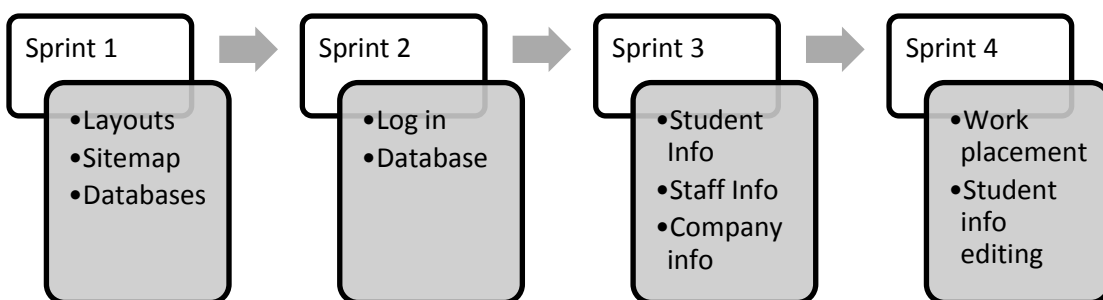 Sprint 1
•Layouts
•Sitemap
•Databases
Sprint 2
•Log in
•Database
Sprint 3
•Student
Info
•Staff Info
•Company
info
Sprint 4
•Work
placement
•Student
info
editing